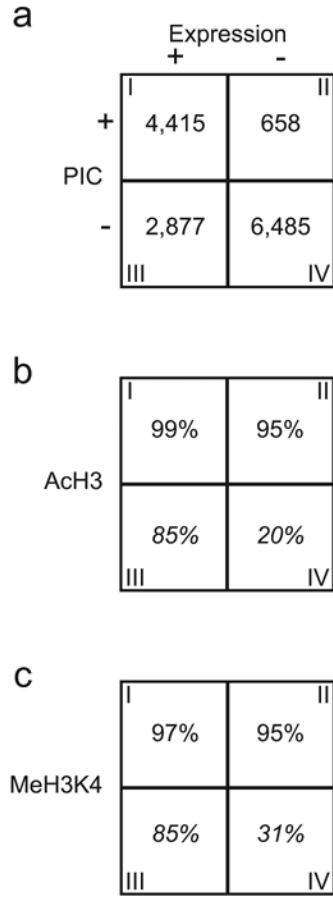 a
Expression
+ -
I II
+ 4,415 658
PIC
- 2,877 6,485
III IV
b
I II
99% 95%
AcH3
85% 20%
III IV
c
I II
97% 95%
MeH3K4
85% 31%
III IV